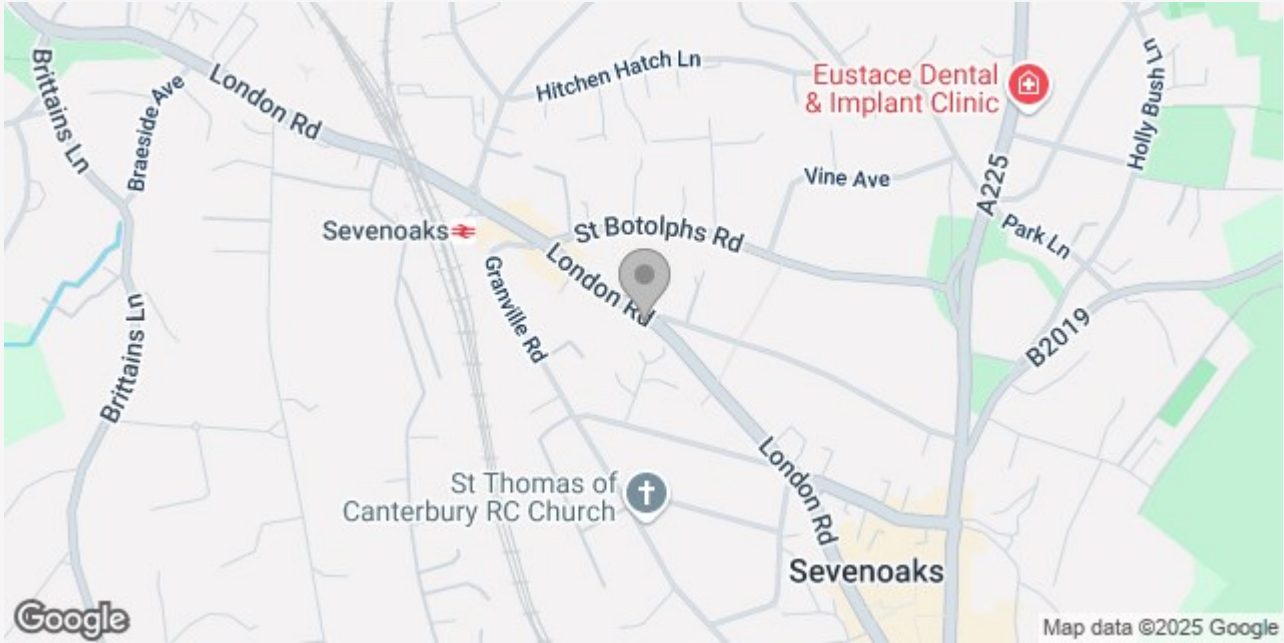 Brittains Ln
Braeside Ave
London Rd
Hitchen Hatch Ln
Eustace Dental
& Implant Clinic
Holly Bush Ln
Vine Ave
A225
Park Ln
Sevenoaks
St Botolphs Rd
London Rd
Granville Rd
B2019
Brittains Ln
St Thomas of
Canterbury RC Church
London Rd
Sevenoaks
Google
Map data ©2025 Google